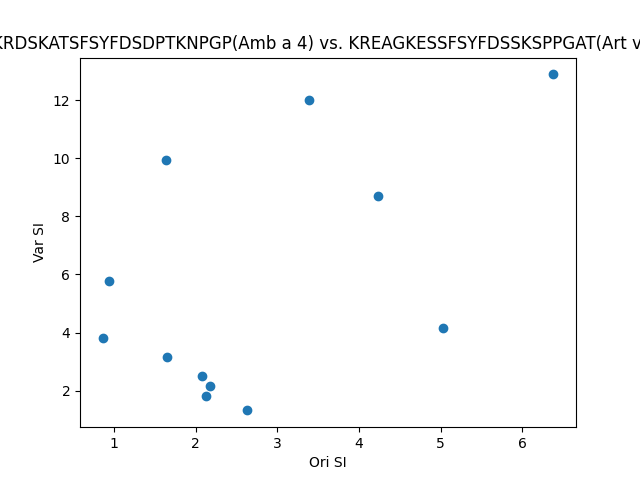 KRDSKATSFSYFDSDPTKNPGP(Amb a 4) vs. KREAGKESSFSYFDSSKSPPGAT(Art v
12
10
8
6
4
2
Var SI
1 2 3 4 5 6
Ori SI